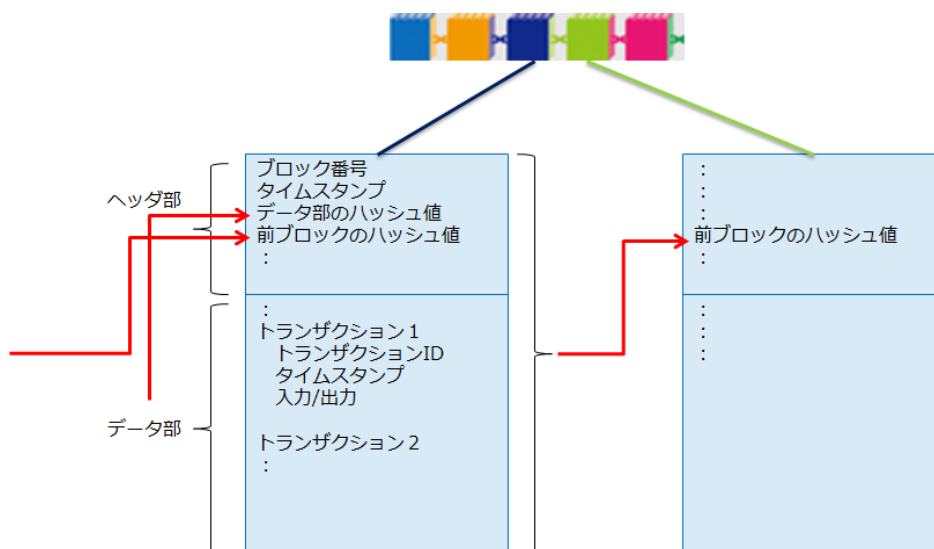 ヘッダ部
ブロック番号
タイムスタンプ
データ部のハッシュ値
前ブロックのハッシュ値
:
データ部
:
トランザクション１
トランザクションID
タイムスタンプ
入力/出力
トランザクション２
:
:
:
:
前ブロックのハッシュ値
:
:
:
: